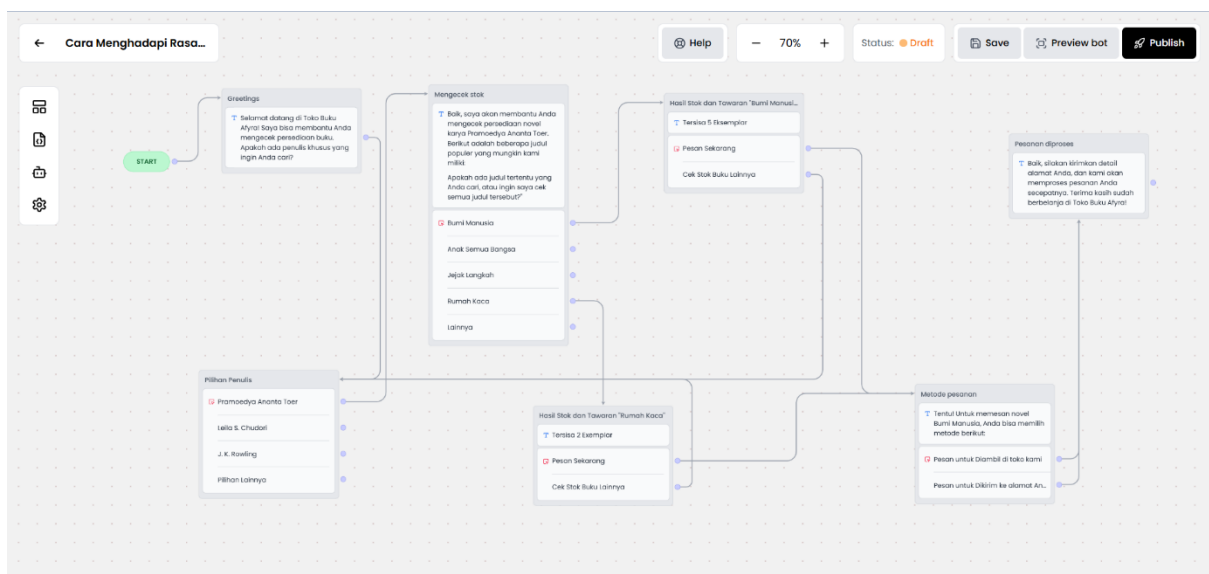 Cara Menghadapi Rasa...
Help
70%
Status: Draft
Save
Preview bot
Publish
START
Greetings
Selamat datang di Toko Buku
Afyra! Saya bisa membantu Anda
mengecek persediaan buku.
Apakah ada penulis khusus yang
ingin Anda cari?
Mengecek stok
Baik, saya akan membantu Anda
mengecek persediaan novel
karya Pramoedya Ananta Toer.
Berikut adalah beberapa judul
populer yang mungkin kami
miliki:
Apakah ada judul tertentu yang
Anda cari, atau ingin saya cek
semua judul tersebut?"
Bumi Manusia
Anak Semua Bangsa
Jejak Langkah
Rumah Kaca
Lainnya
Hasil Stok dan Tawaran "Bumi Manusi...
Tersisa 5 Eksemplar
Pesan Sekarang
Cek Stok Buku Lainnya
Pesanan diproses
Baik, silakan kirimkan detail
alamat Anda, dan kami akan
memproses pesanan Anda
secepatnya. Terima kasih sudah
berbelanja di Toko Buku Afyra!
Pilihan Penulis
Pramoedya Ananta Toer
Leila S. Chudori
J. K. Rowling
Pilihan Lainnya
Hasil Stok dan Tawaran "Rumah Kaca"
Tersisa 2 Exemplar
Pesan Sekarang
Cek Stok Buku Lainnya
Metode pesanan
Tentu! Untuk memesan novel
Bumi Manusia, Anda bisa memilih
metode berikut:
Pesan untuk Diambil di toko kami
Pesan untuk Dikirim ke alamat An...